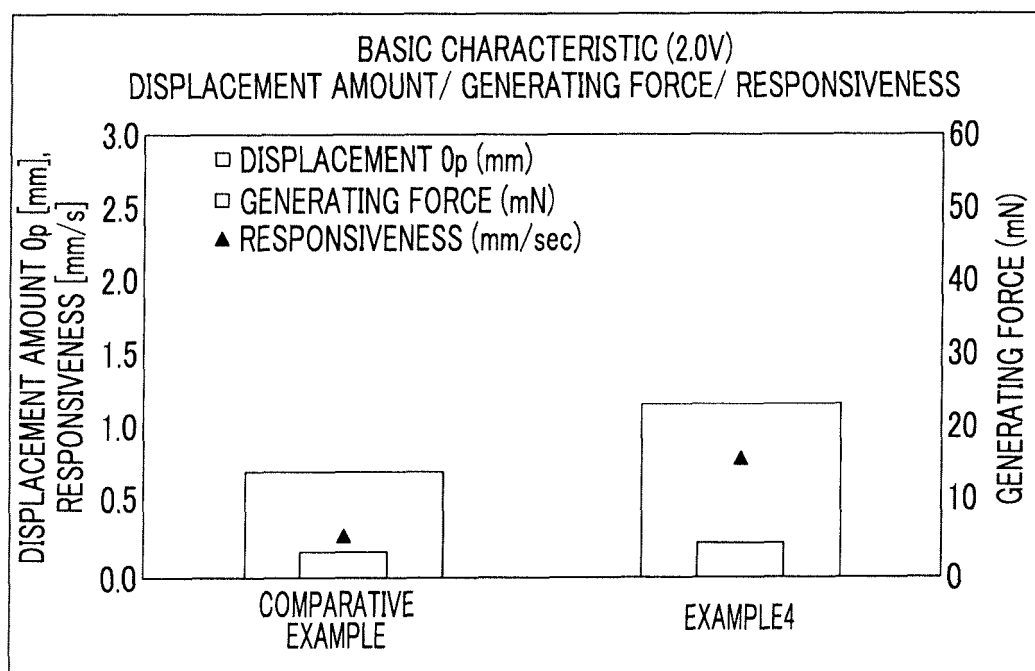 BASIC CHARACTERISTIC (2.0V)
DISPLACEMENT AMOUNT/ GENERATING FORCE/ RESPONSIVENESS
DISPLACEMENT AMOUNT 0p [mm],
RESPONSIVENESS [mm/s]
3.0
2.5
2.0
1.5
1.0
0.5
0.0
□ DISPLACEMENT 0p (mm)
□ GENERATING FORCE (mN)
▲ RESPONSIVENESS (mm/sec)
60
50
40
30
20
10
0
GENERATING FORCE (mN)
COMPARATIVE
EXAMPLE
EXAMPLE4